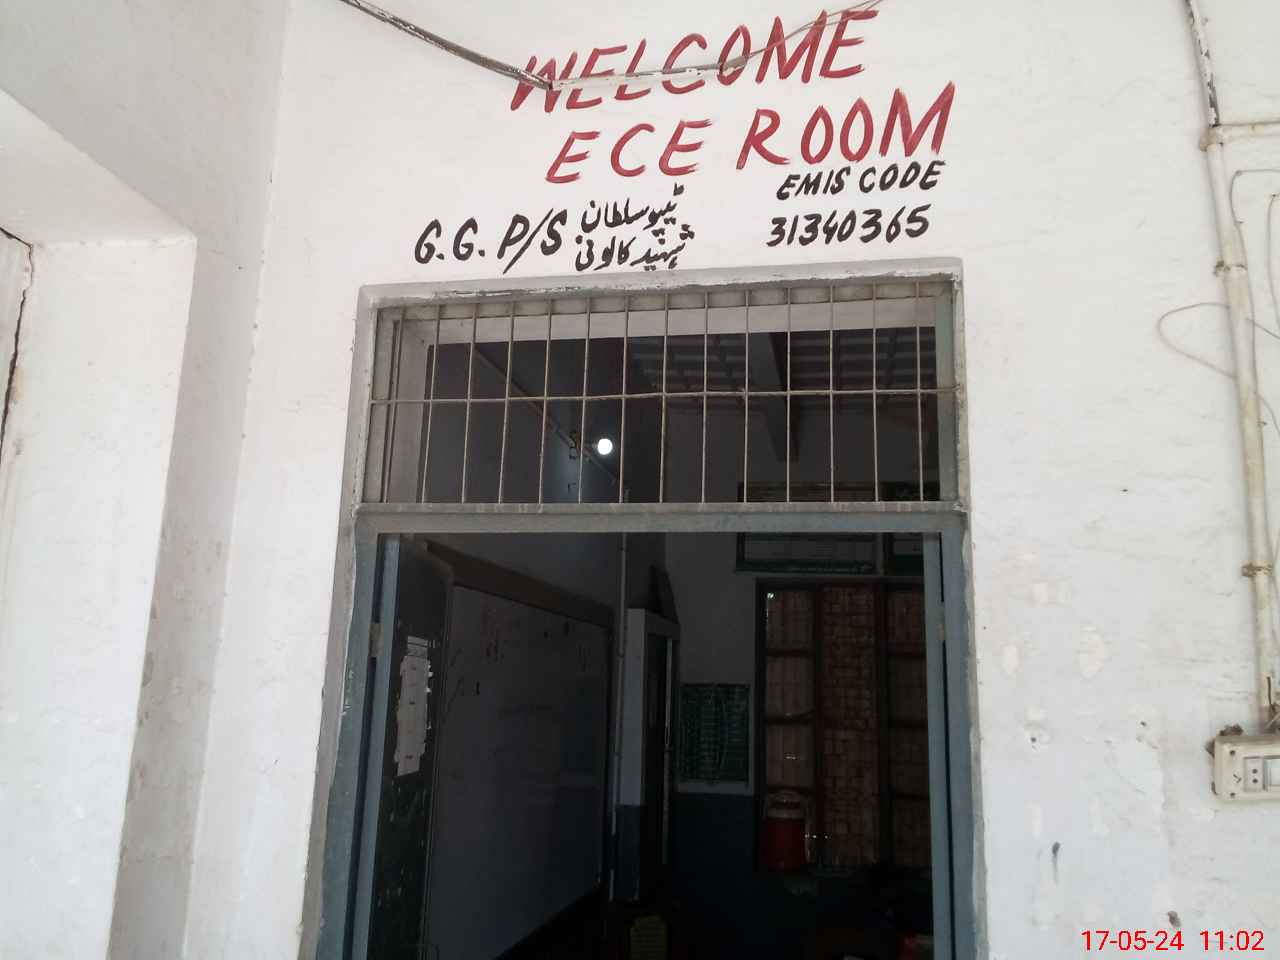 WELCOME
ECE ROOM
EMIS CODE
31340365
G.G.P/S ٹیپو سلطان
شہید کالونی
17-05-24 11:02